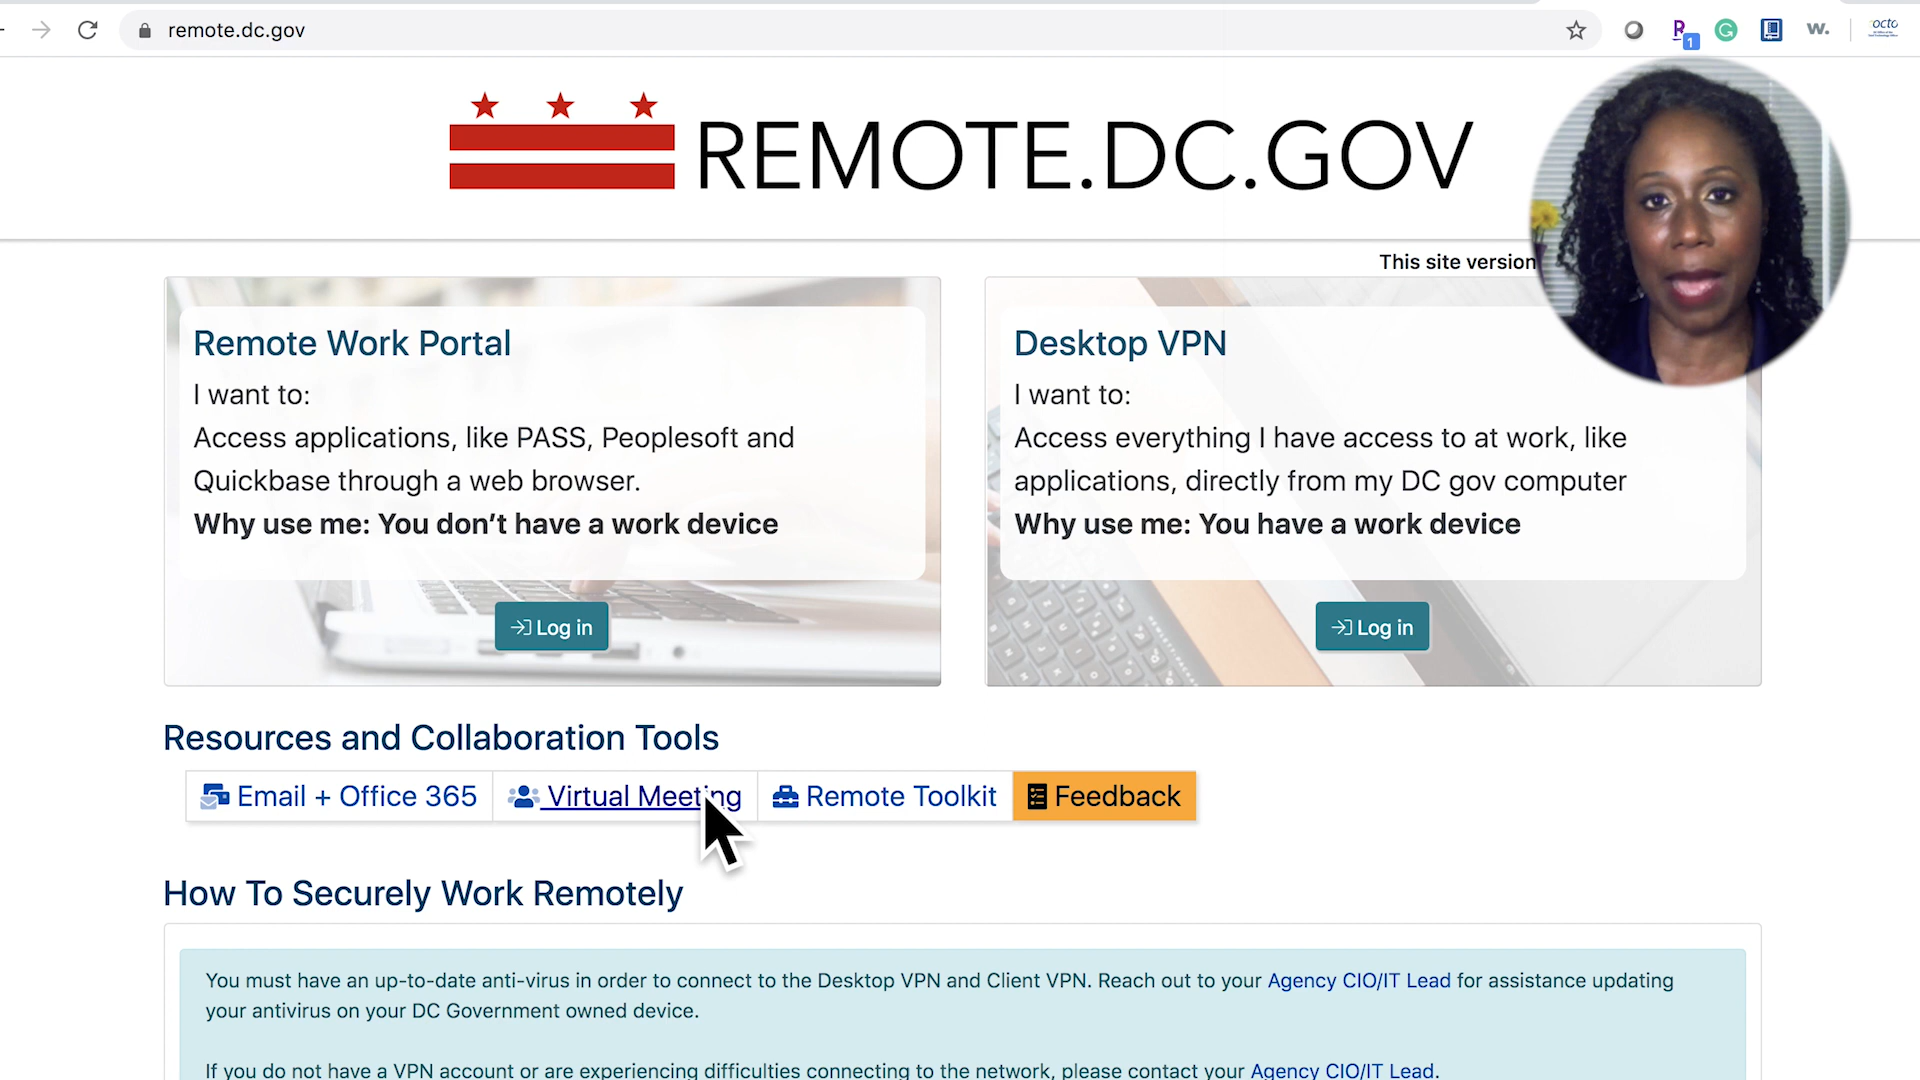 remote.dc.gov
R
1
G
w.
octo
REMOTE.DC.GOV
This site version
Remote Work Portal
I want to:
Access applications, like PASS, Peoplesoft and
Quickbase through a web browser.
Why use me: You don’t have a work device
Log in
Desktop VPN
I want to:
Access everything I have access to at work, like
applications, directly from my DC gov computer
Why use me: You have a work device
Log in
Resources and Collaboration Tools
Email + Office 365
Virtual Meeting
Remote Toolkit
Feedback
How To Securely Work Remotely
You must have an up-to-date anti-virus in order to connect to the Desktop VPN and Client VPN. Reach out to your Agency CIO/IT Lead for assistance updating
your antivirus on your DC Government owned device.
If you do not have a VPN account or are experiencing difficulties connecting to the network, please contact your Agency CIO/IT Lead.